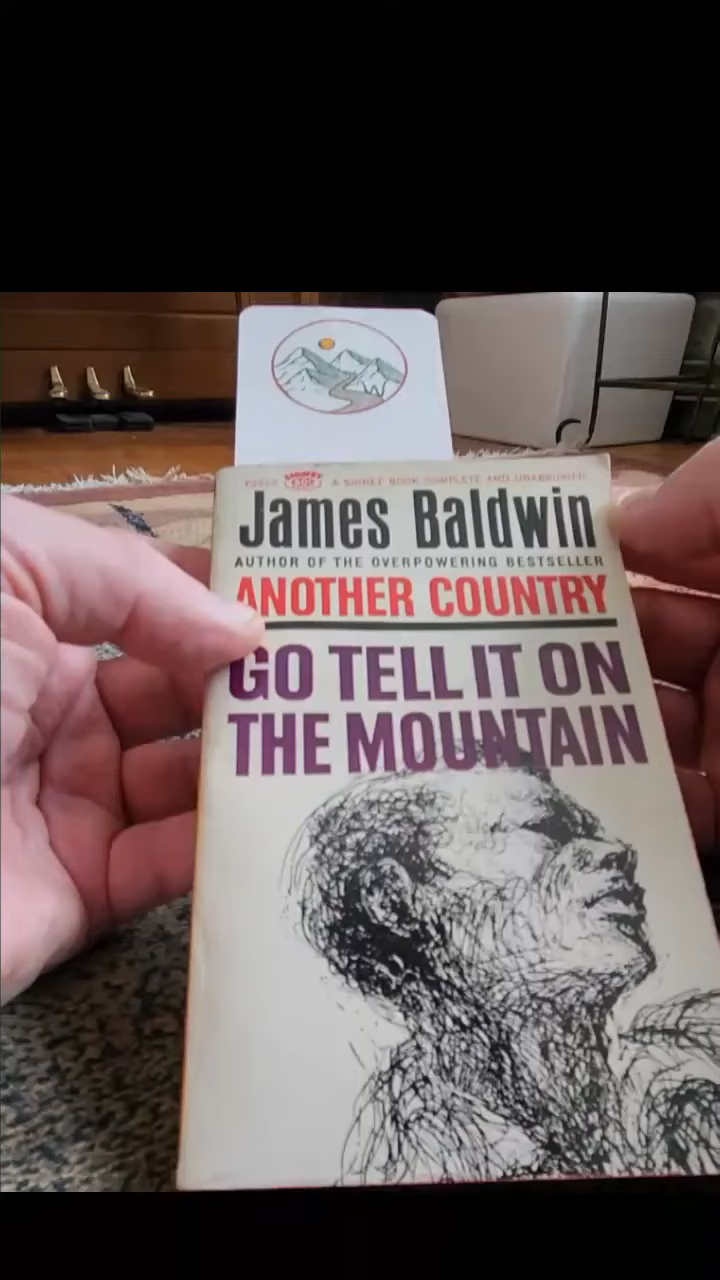 SIGNET
A SIGNET BOOK COMPLETE AND UNABRIDGED
James Baldwin
AUTHOR OF THE OVERPOWERING BESTSELLER
ANOTHER COUNTRY
GO TELL IT ON
THE MOUNTAIN